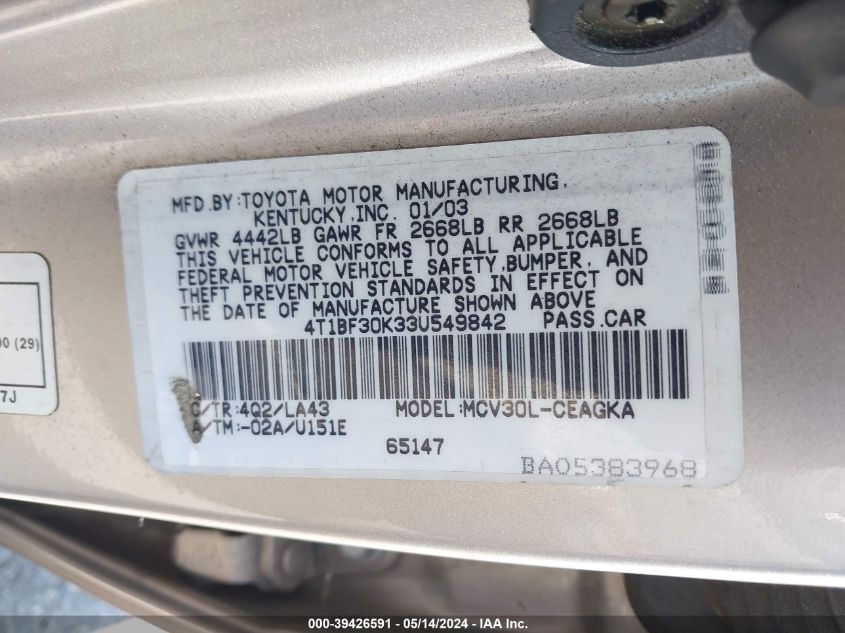 MFD.BY:TOYOTA MOTOR MANUFACTURING,
KENTUCKY,INC. 01/03
GVWR 4442LB GAWR FR 2668LB RR 2668LB
THIS VEHICLE CONFORMS TO ALL APPLICABLE
FEDERAL MOTOR VEHICLE SAFETY,BUMPER, AND
THEFT PREVENTION STANDARDS IN EFFECT ON
THE DATE OF MANUFACTURE SHOWN ABOVE
4T1BF30K33U549842 PASS.CAR
C/TR:4Q2/LA43 MODEL:MCV30L-CEAGKA
A/TM:-02A/U151E
65147
BA05383968
00 (29)
7J
000-39426591 / 05/14/2024 - © IAA Inc.